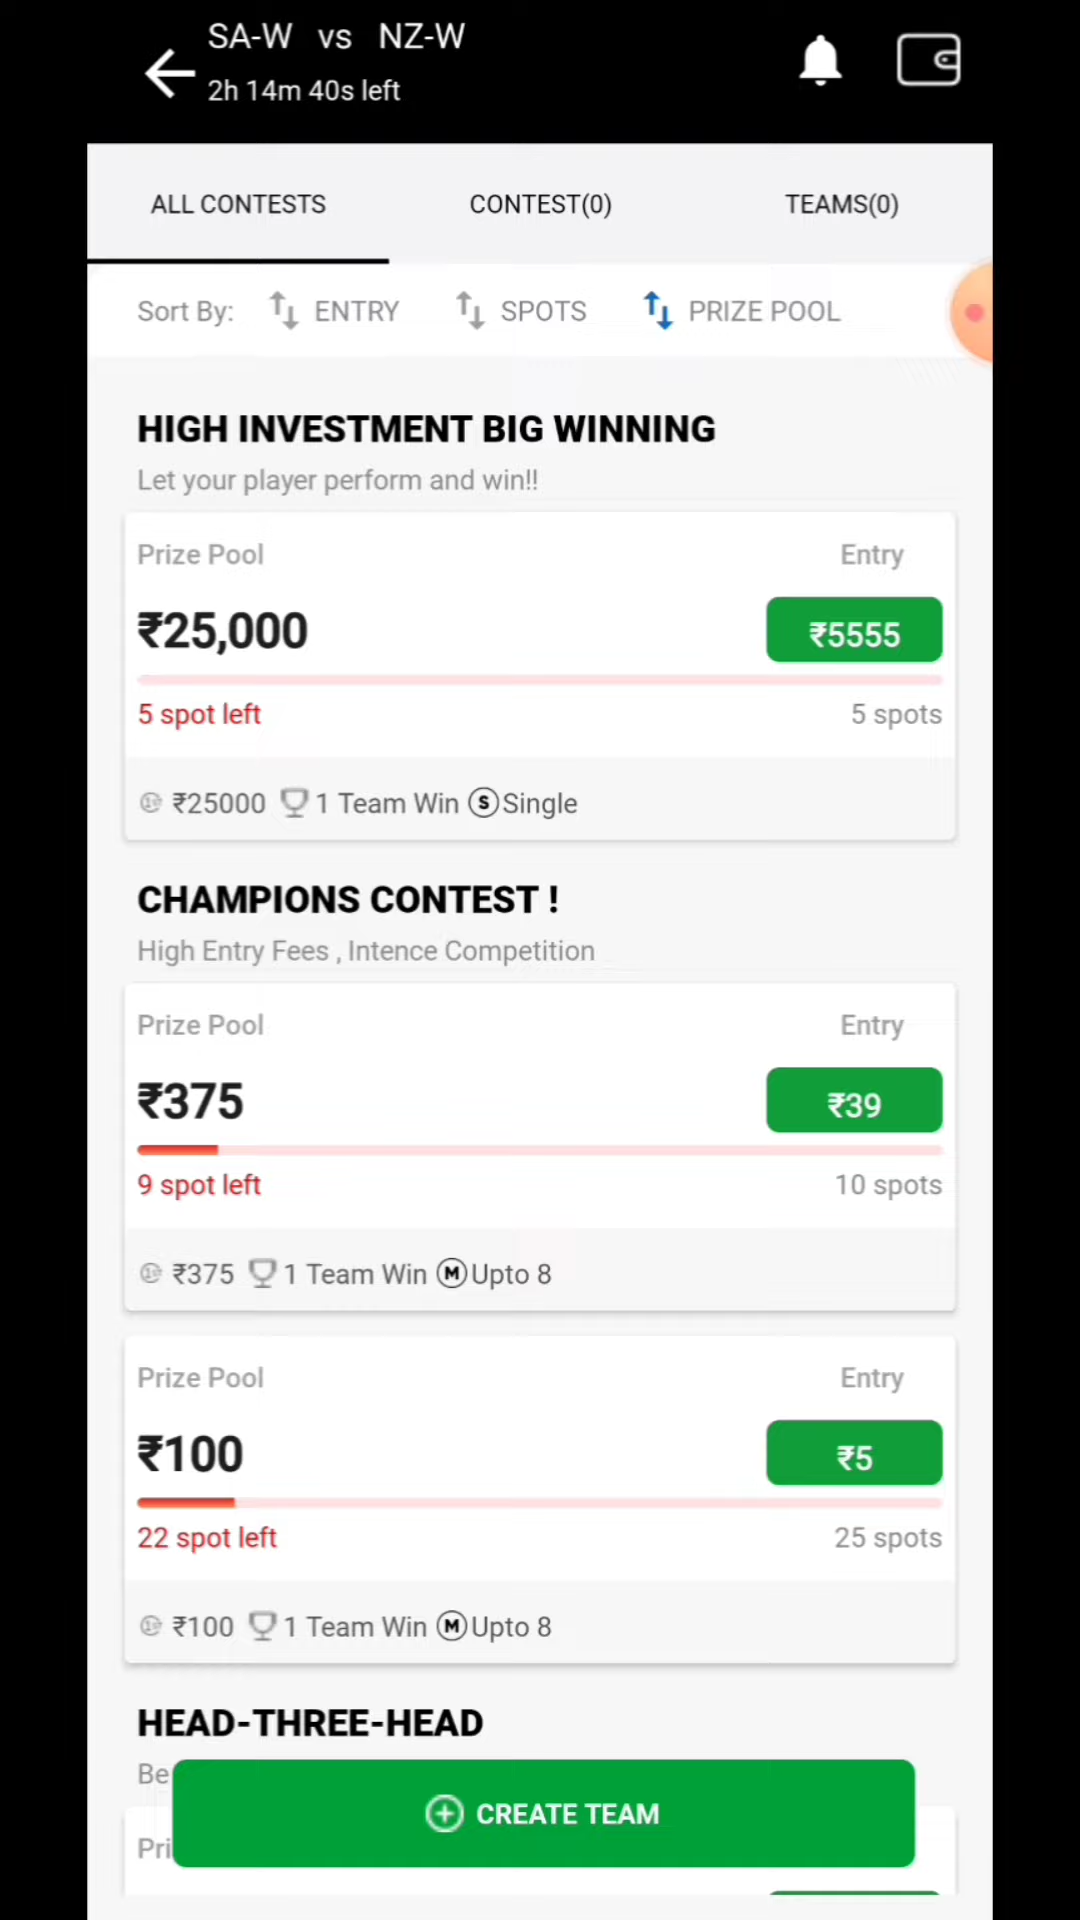 SA-W vs NZ-W
2h 14m 40s left
ALL CONTESTS CONTEST(0) TEAMS(0)
Sort By: ENTRY SPOTS PRIZE POOL
HIGH INVESTMENT BIG WINNING
Let your player perform and win!!
Prize Pool Entry
₹25,000 ₹5555
5 spot left 5 spots
₹25000 1 Team Win S Single
CHAMPIONS CONTEST !
High Entry Fees , Intence Competition
Prize Pool Entry
₹375 ₹39
9 spot left 10 spots
₹375 1 Team Win M Upto 8
Prize Pool Entry
₹100 ₹5
22 spot left 25 spots
₹100 1 Team Win M Upto 8
HEAD-THREE-HEAD
Be
CREATE TEAM
Pri